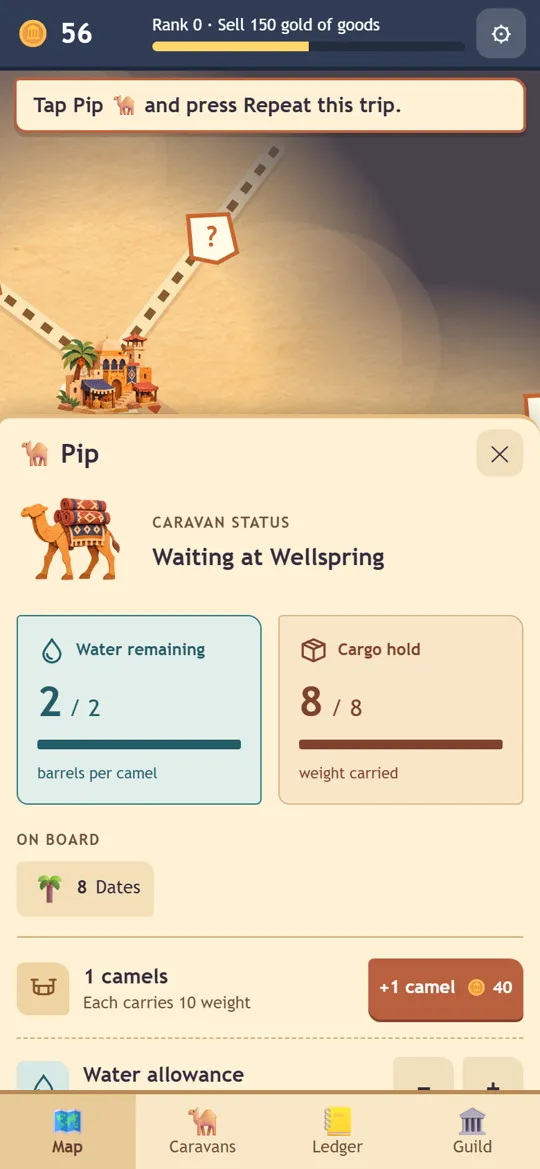 56
Rank 0 · Sell 150 gold of goods
Tap Pip 🐪 and press Repeat this trip.
?
Pip
CARAVAN STATUS
Waiting at Wellspring
Water remaining
2 / 2
barrels per camel
Cargo hold
8 / 8
weight carried
ON BOARD
8 Dates
1 camels
Each carries 10 weight
+1 camel 40
Water allowance
− +
Map
Caravans
Ledger
Guild